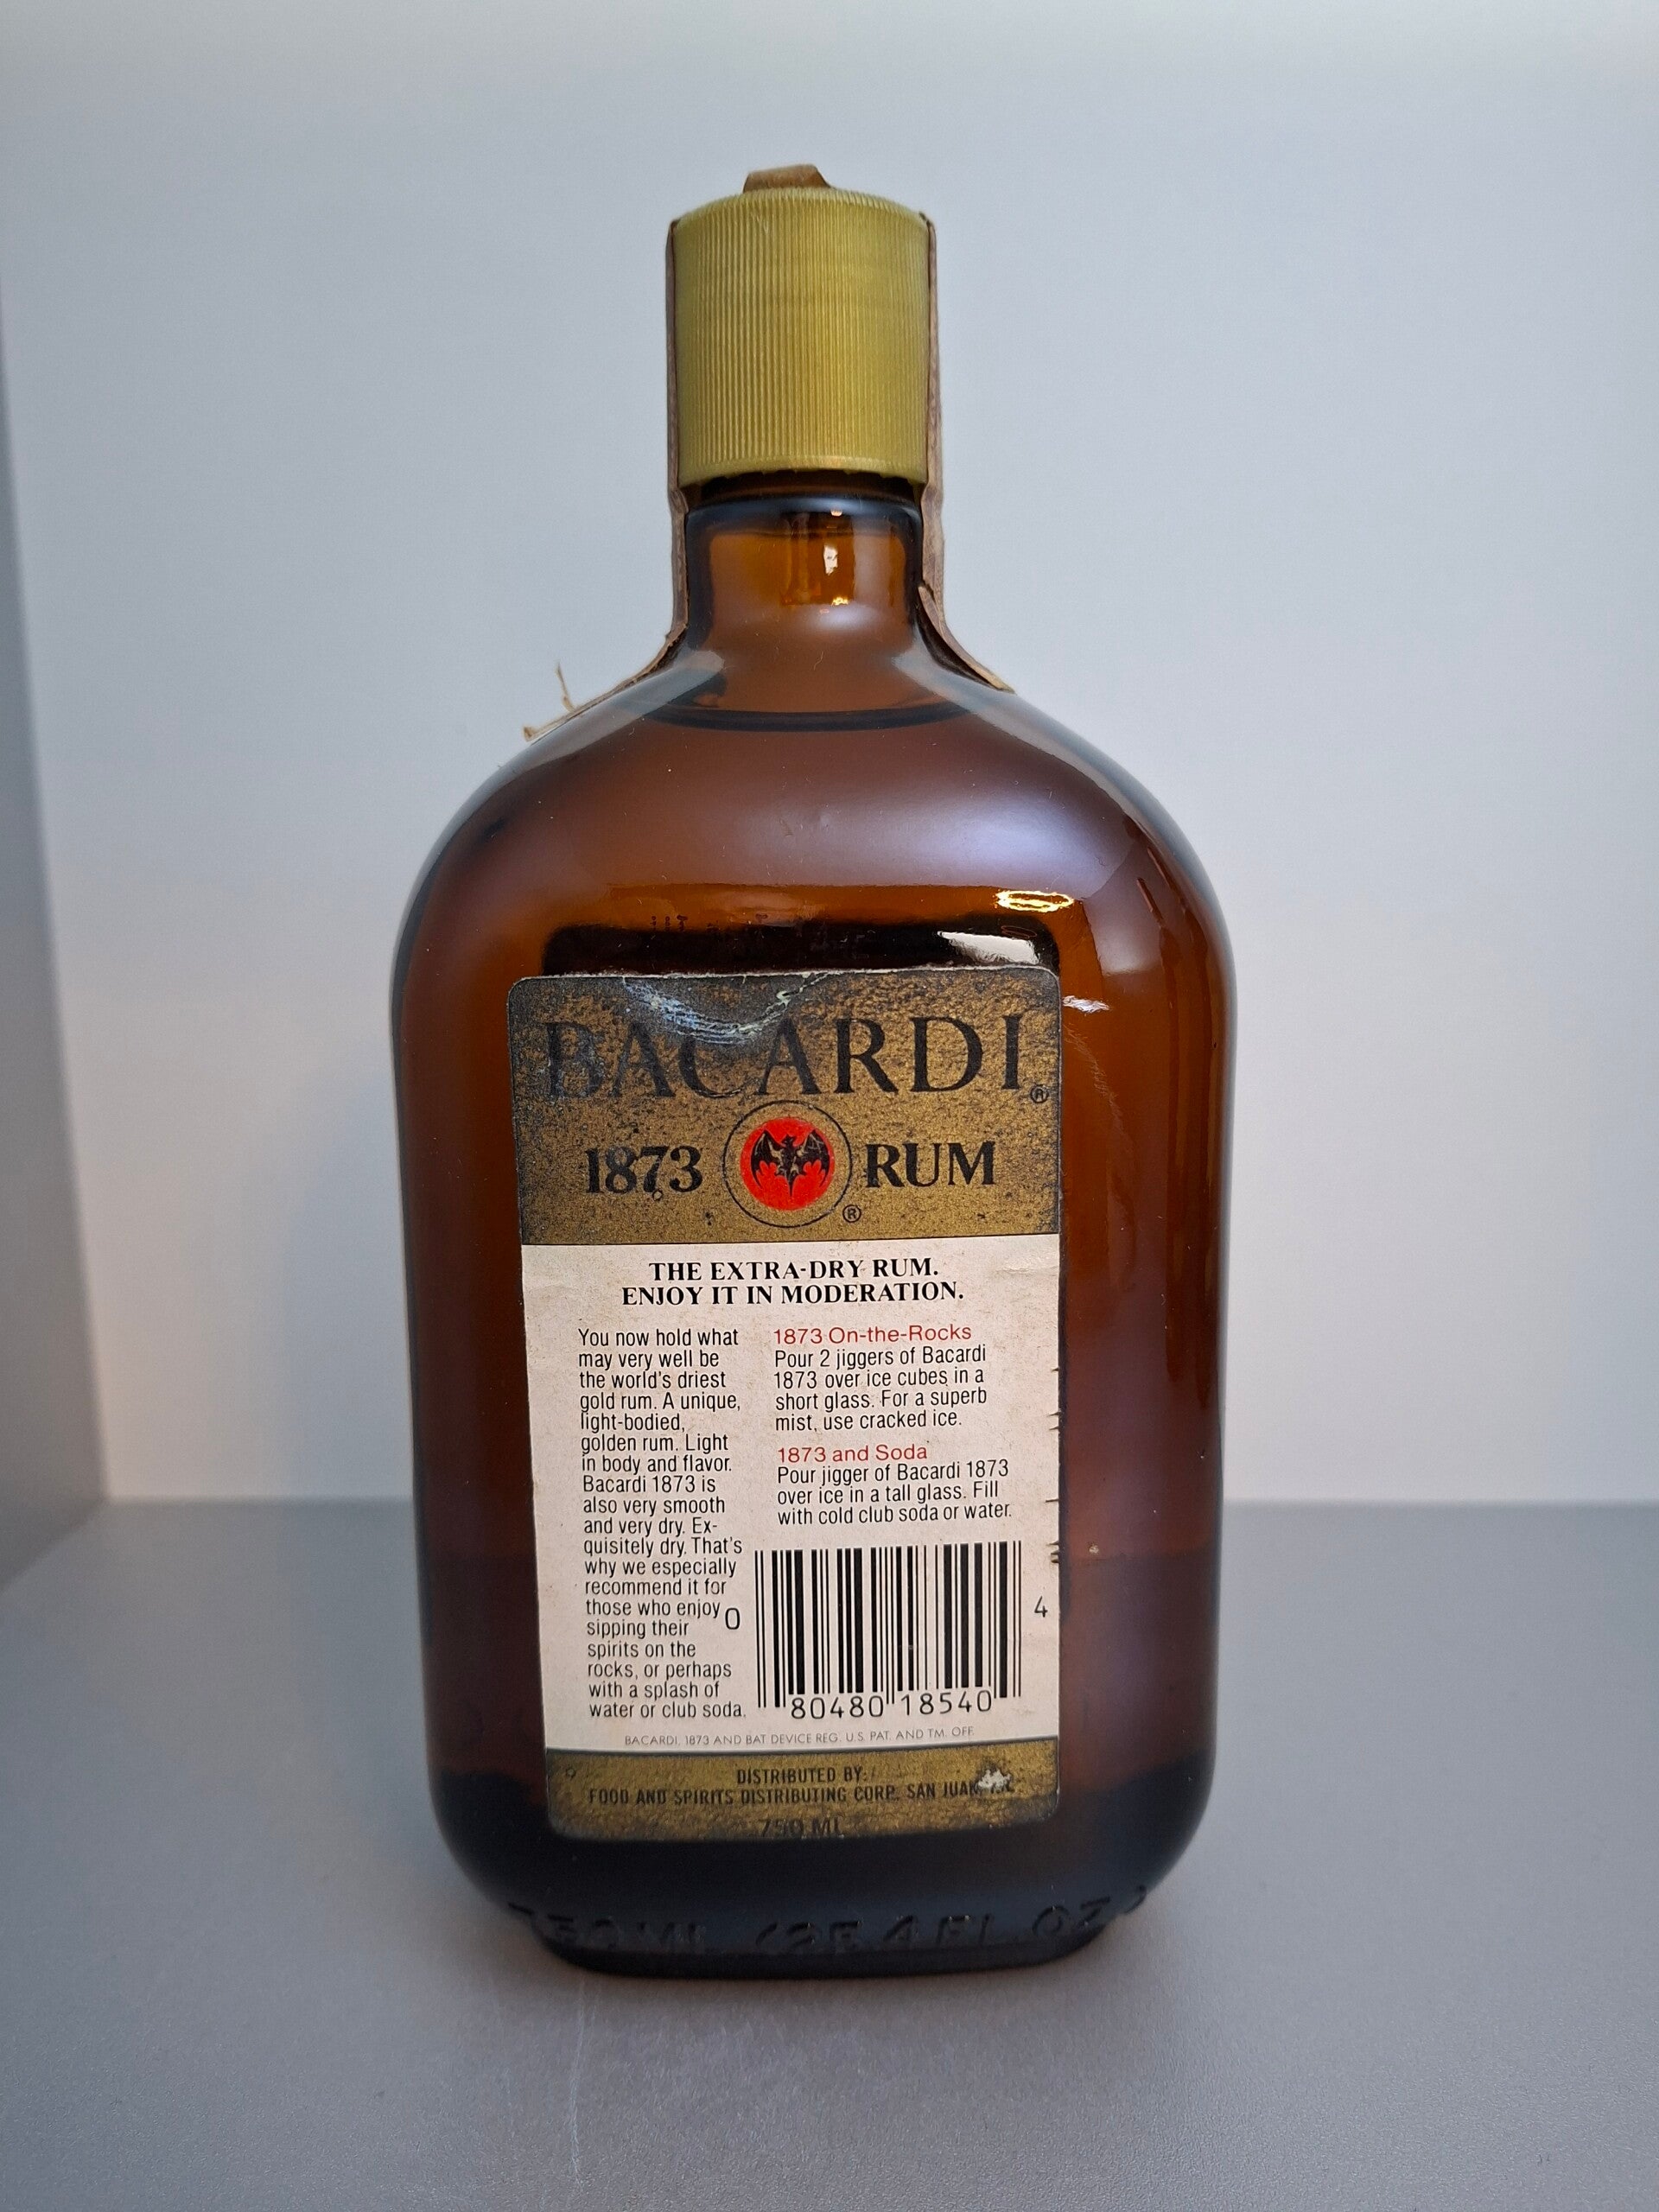 BACARDI®
1873 RUM
®
THE EXTRA-DRY RUM.
ENJOY IT IN MODERATION.
You now hold what
may very well be
the world's driest
gold rum. A unique,
light-bodied,
golden rum. Light
in body and flavor.
Bacardi 1873 is
also very smooth
and very dry. Ex-
quisitely dry. That's
why we especially
recommend it for
those who enjoy
sipping their
spirits on the
rocks, or perhaps
with a splash of
water or club soda.
1873 On-the-Rocks
Pour 2 jiggers of Bacardi
1873 over ice cubes in a
short glass. For a superb
mist, use cracked ice.
1873 and Soda
Pour jigger of Bacardi 1873
over ice in a tall glass. Fill
with cold club soda or water.
0 80480 18540 4
BACARDI, 1873 AND BAT DEVICE REG. U.S. PAT. AND TM. OFF.
DISTRIBUTED BY:
FOOD AND SPIRITS DISTRIBUTING CORP. SAN JUAN,
750 ML
750 ML (25.4 FL OZ)